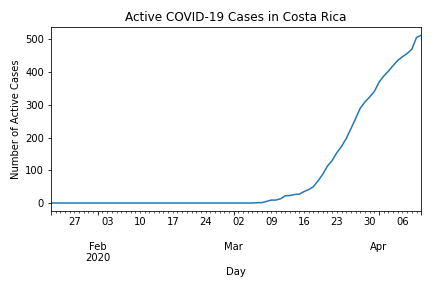 Active COVID-19 Cases in Costa Rica
Number of Active Cases
500
400
300
200
100
0
27 03 10 17 24 02 09 16 23 30 06
Feb Mar Apr
2020
Day